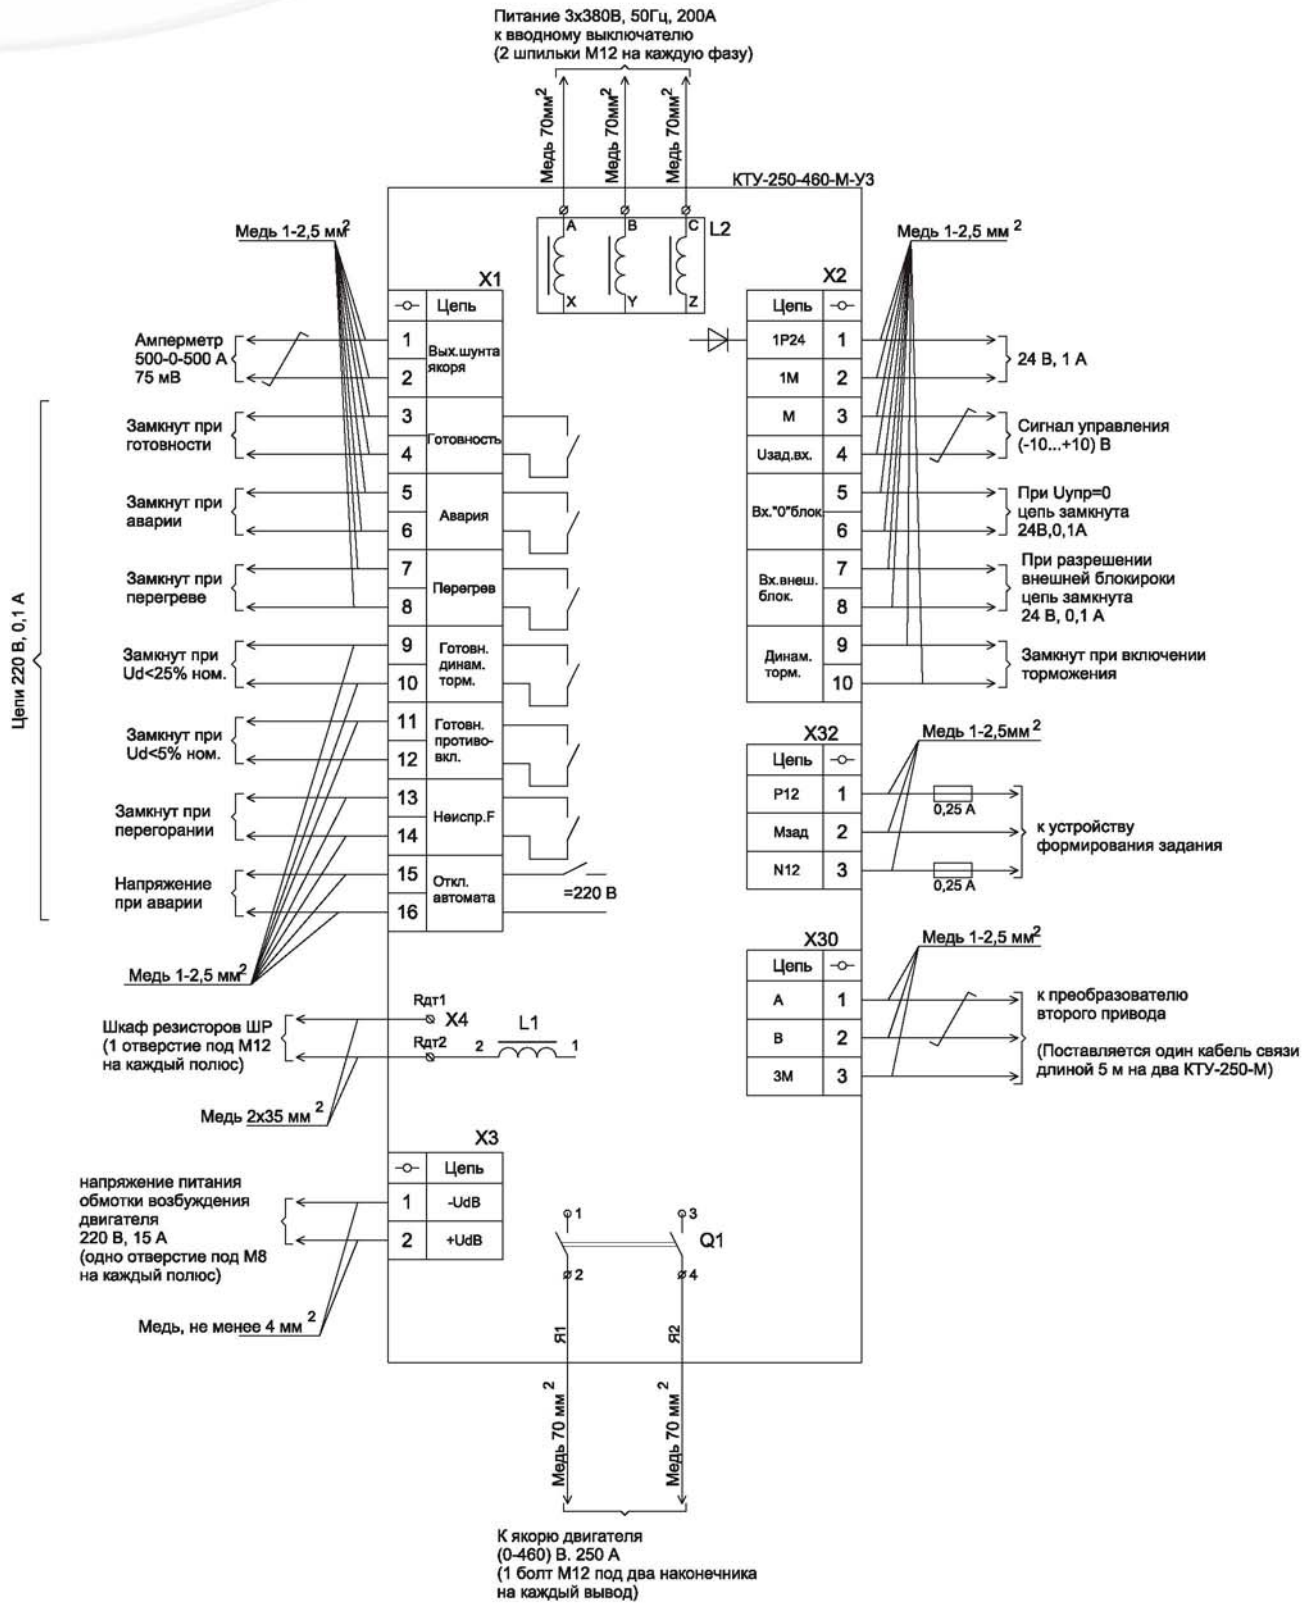 Питание 3х380В, 50Гц, 200А
к вводному выключателю
(2 шпильки М12 на каждую фазу)
Медь 70мм2
Медь 70мм2
Медь 70мм2
КТУ-250-460-М-У3
A
B
C
L2
X
Y
Z
Медь 1-2,5 мм2
X1
Цепь
Амперметр
500-0-500 А
75 мВ
1
2
Вых.шунта
якоря
Цепи 220 В, 0,1 А
Замкнут при
готовности
3
4
Готовность
Замкнут при
аварии
5
6
Авария
Замкнут при
перегреве
7
8
Перегрев
Замкнут при
Ud<25% ном.
9
10
Готовн.
динам.
торм.
Замкнут при
Ud<5% ном.
11
12
Готовн.
противо-
вкл.
Замкнут при
перегорании
13
14
Неиспр.F
Напряжение
при аварии
15
16
Откл.
автомата
=220 В
Медь 1-2,5 мм2
Медь 1-2,5 мм 2
X2
Цепь
1Р24
1
1М
2
24 В, 1 А
М
3
Uзад.вх.
4
Сигнал управления
(-10...+10) В
Вх."0"блок
5
6
При Uупр=0
цепь замкнута
24В,0,1А
Вх.внеш.
блок.
7
8
При разрешении
внешней блокироки
цепь замкнута
24 В, 0,1 А
Динам.
торм.
9
10
Замкнут при включении
торможения
X32
Медь 1-2,5мм2
Цепь
Р12
1
0,25 А
Мзад
2
N12
3
0,25 А
к устройству
формирования задания
X30
Медь 1-2,5 мм2
Цепь
А
1
В
2
3М
3
к преобразователю
второго привода
(Поставляется один кабель связи
длиной 5 м на два КТУ-250-М)
Шкаф резисторов ШР
(1 отверстие под М12
на каждый полюс)
Rдт1
X4
Rдт2
2
L1
1
Медь 2х35 мм 2
X3
Цепь
1
-UdB
2
+UdB
напряжение питания
обмотки возбуждения
двигателя
220 В, 15 А
(одно отверстие под М8
на каждый полюс)
Медь, не менее 4 мм 2
1
3
Q1
2
4
Я1
Я2
Медь 70 мм 2
Медь 70 мм 2
К якорю двигателя
(0-460) В. 250 А
(1 болт М12 под два наконечника
на каждый вывод)